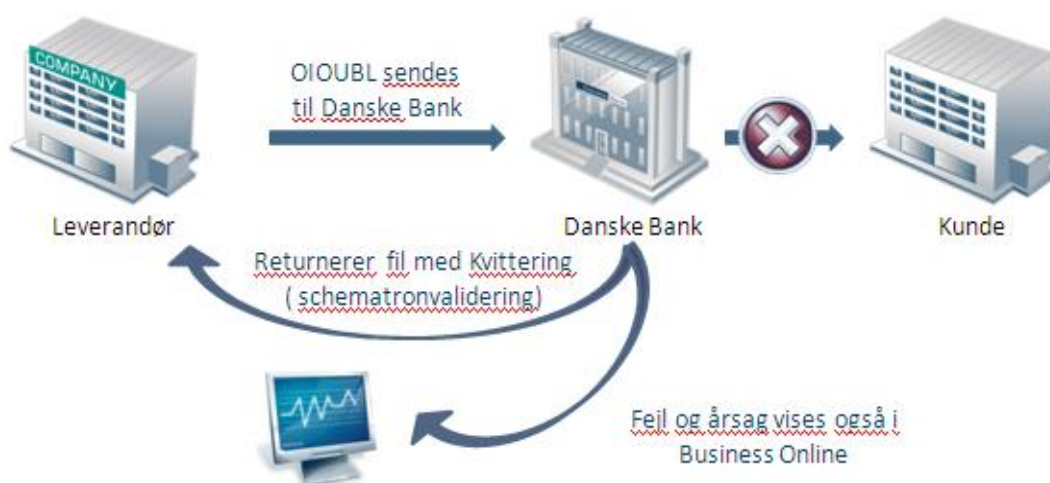 COMPANY
OIOUBL sendes
til Danske Bank
Leverandør
Danske Bank
Kunde
Returnerer fil med Kvittering
( schematronvalidering)
Fejl og årsag vises også i
Business Online